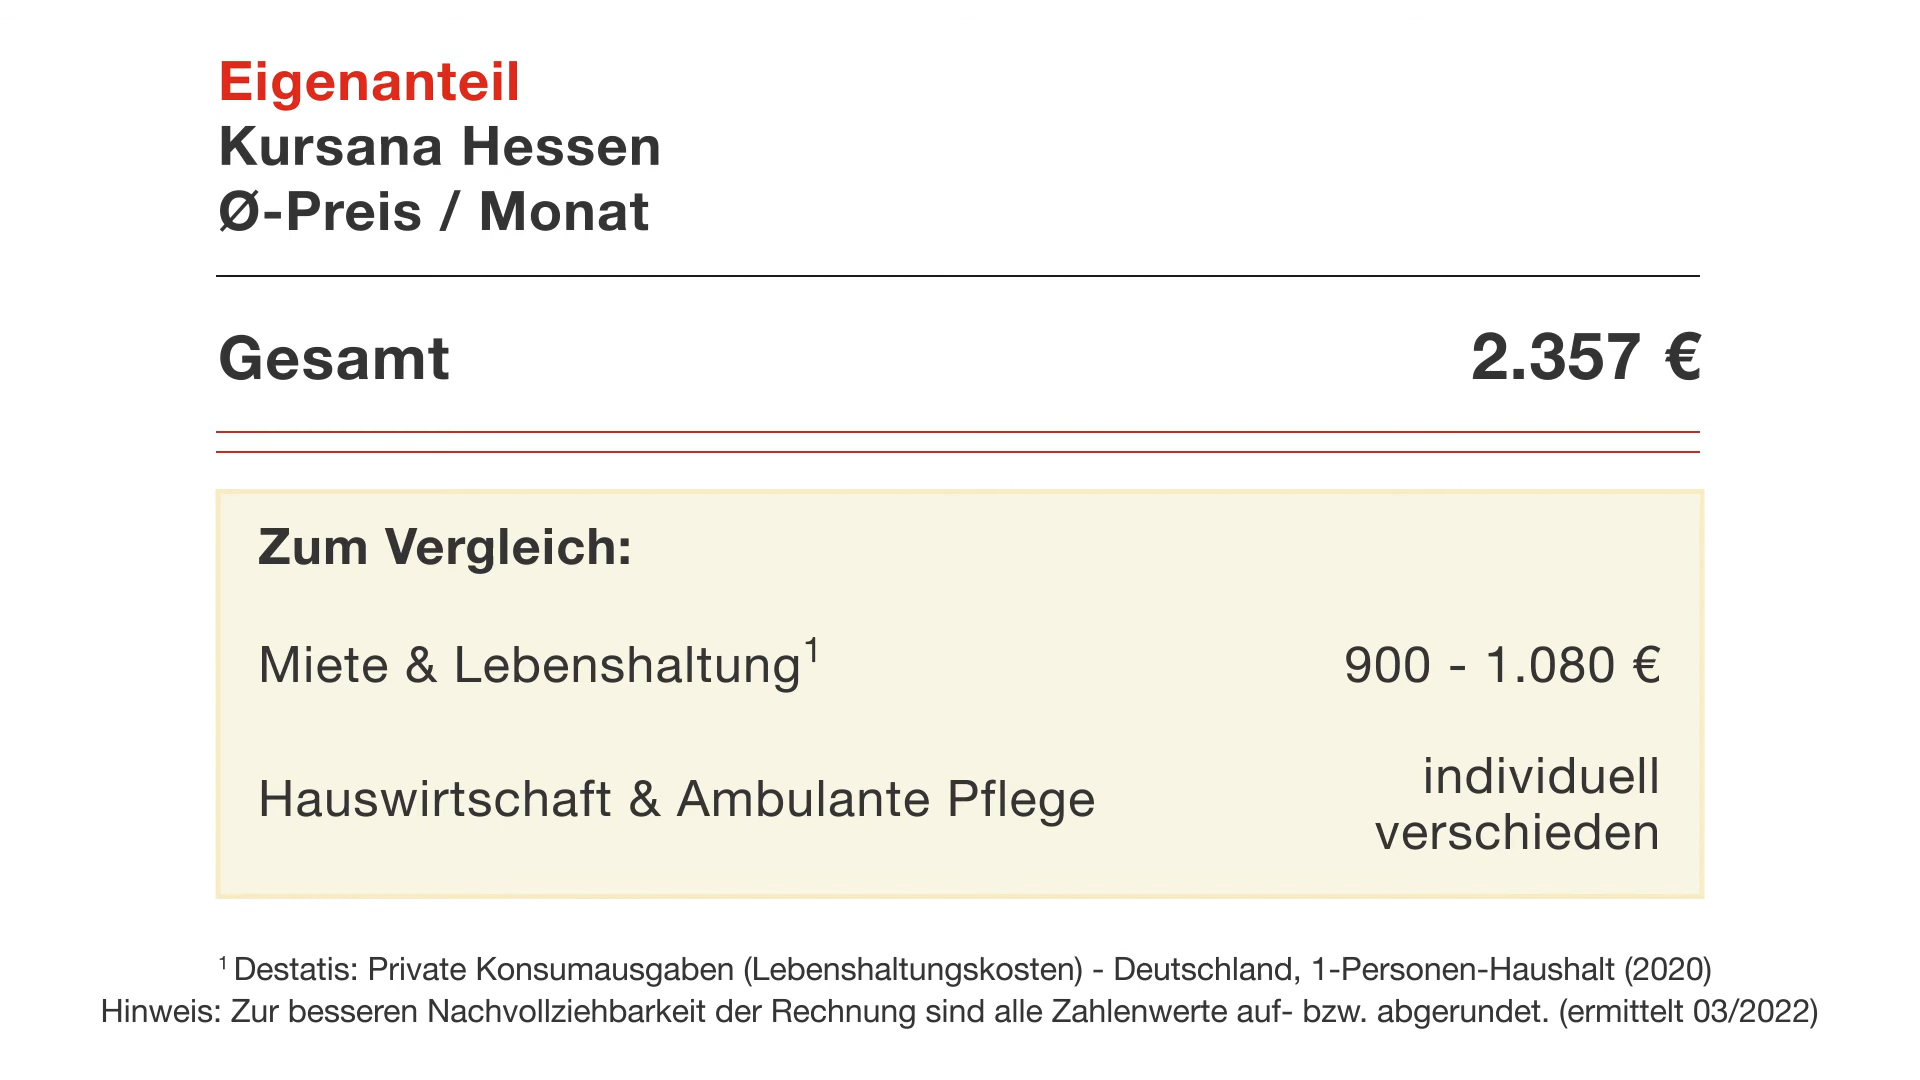 Eigenanteil
Kursana Hessen
Ø-Preis / Monat
Gesamt 2.357 €
Zum Vergleich:
Miete & Lebenshaltung¹ 900 - 1.080 €
Hauswirtschaft & Ambulante Pflege individuell verschieden
¹ Destatis: Private Konsumausgaben (Lebenshaltungskosten) - Deutschland, 1-Personen-Haushalt (2020)
Hinweis: Zur besseren Nachvollziehbarkeit der Rechnung sind alle Zahlenwerte auf- bzw. abgerundet. (ermittelt 03/2022)